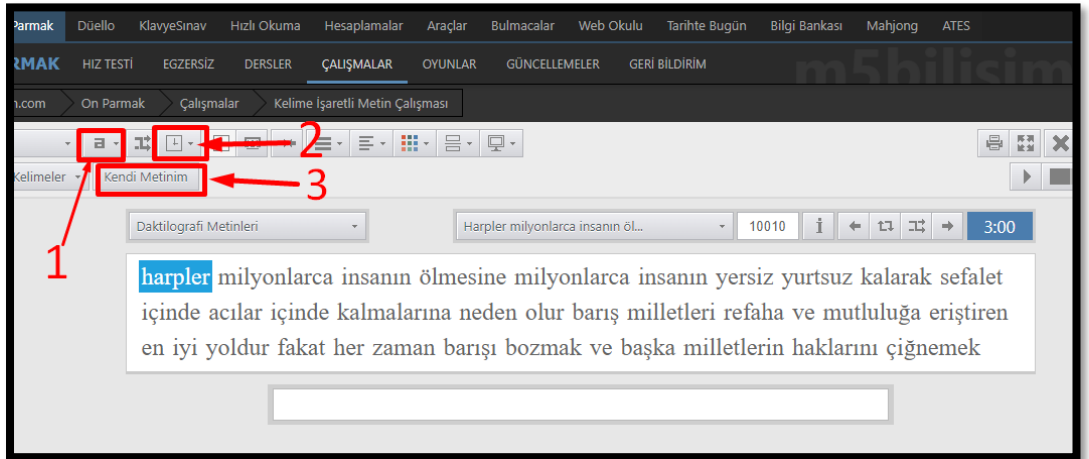 Parmak Düello KlavyeSınav Hızlı Okuma Hesaplamalar Araçlar Bulmacalar Web Okulu Tarihte Bugün Bilgi Bankası Mahjong ATES
RMAK HIZ TESTİ EGZERSİZ DERSLER ÇALIŞMALAR OYUNLAR GÜNCELLEMELER GERİ BİLDİRİM m5bilisim
n.com On Parmak Çalışmalar Kelime İşaretli Metin Çalışması
a 2
Kelimeler Kendi Metinim 3
1
Daktilografi Metinleri Harpler milyonlarca insanın öl... 10010 i 3:00
harpler milyonlarca insanın ölmesine milyonlarca insanın yersiz yurtsuz kalarak sefalet
içinde acılar içinde kalmalarına neden olur barış milletleri refaha ve mutluluğa eriştiren
en iyi yoldur fakat her zaman barışı bozmak ve başka milletlerin haklarını çiğnemek